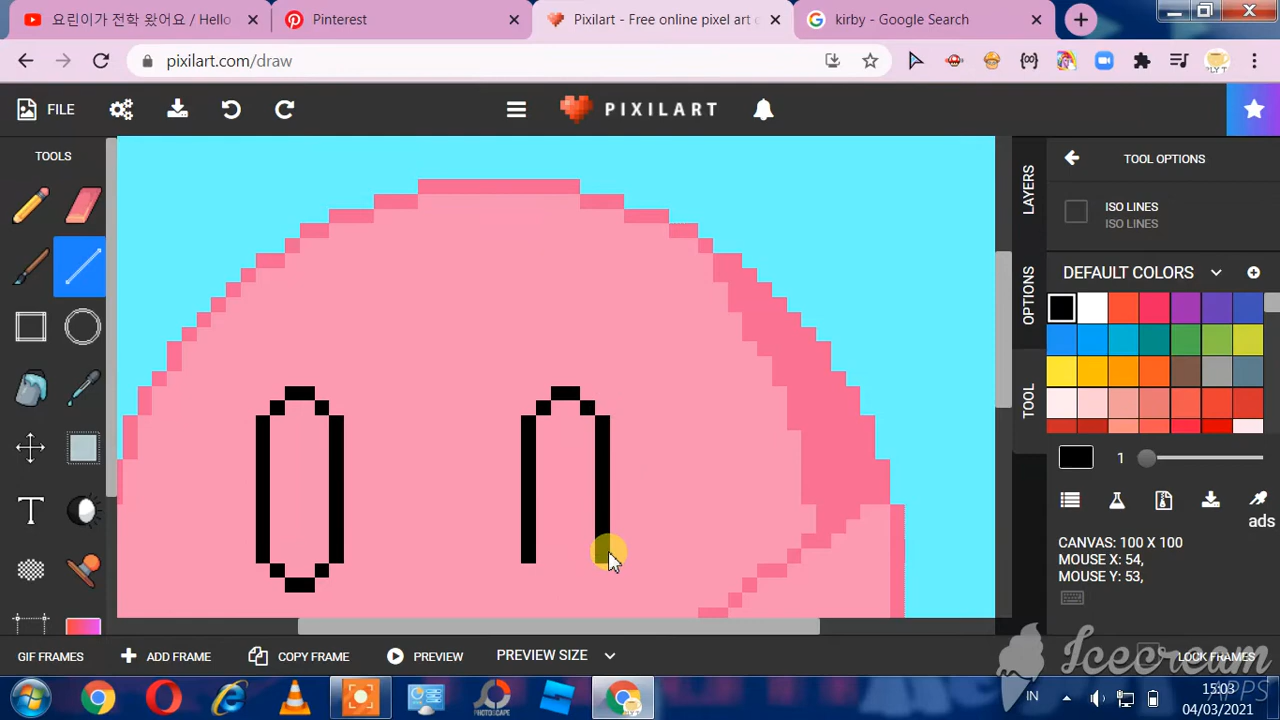 요린이가 전학 왔어요 / Hello
Pinterest
Pixilart - Free online pixel art
kirby - Google Search
pixilart.com/draw
FILE
PIXILART
TOOLS
LAYERS
OPTIONS
TOOL
TOOL OPTIONS
ISO LINES
ISO LINES
DEFAULT COLORS
1
ads
CANVAS: 100 X 100
MOUSE X: 54,
MOUSE Y: 53,
GIF FRAMES
ADD FRAME
COPY FRAME
PREVIEW
PREVIEW SIZE
LOCK FRAMES
Icecream
APPS
PHOTOSCAPE
IN
15:03
04/03/2021